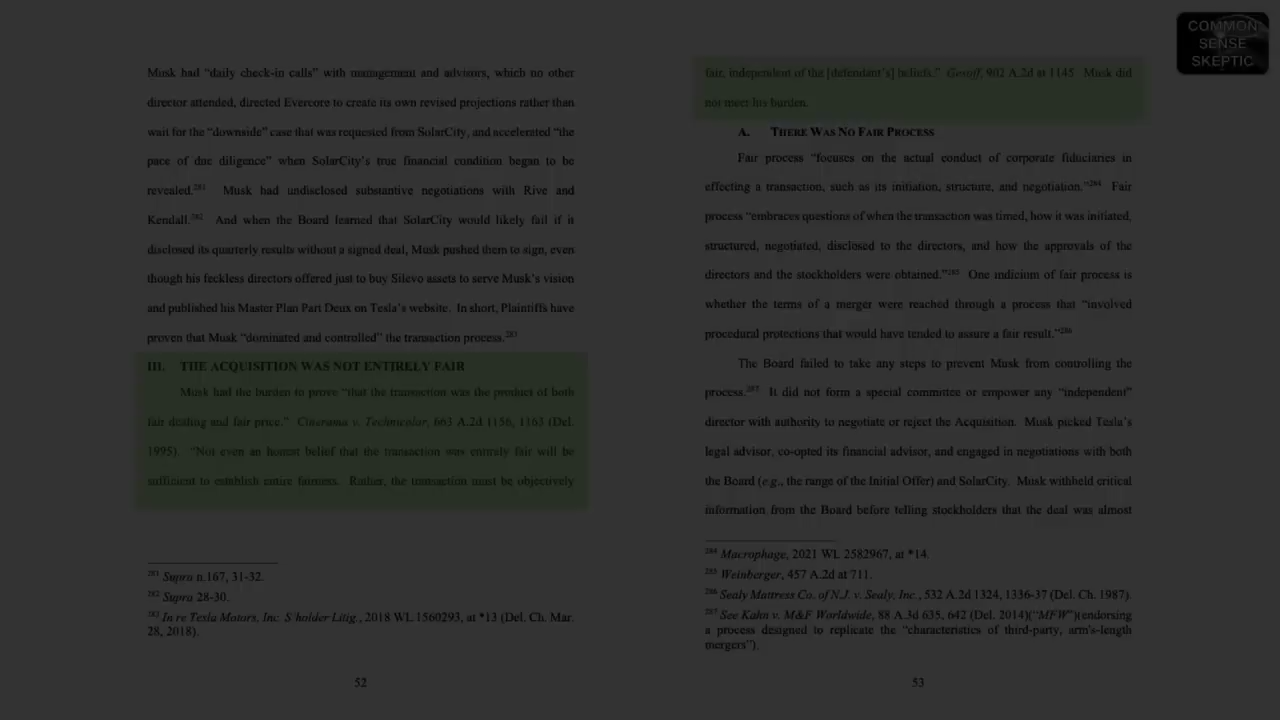 COMMON
SENSE
SKEPTIC
Musk had “daily check-in calls” with management and advisors, which no other
director attended, directed Evercore to create its own revised projections rather than
wait for the “downside” case that was requested from SolarCity, and accelerated “the
pace of due diligence” when SolarCity’s true financial condition began to be
revealed.281 Musk had undisclosed substantive negotiations with Rive and
Kendall.282 And when the Board learned that SolarCity would likely fail if it
disclosed its quarterly results without a signed deal, Musk pushed them to sign, even
though his feckless directors offered just to buy Silevo assets to serve Musk’s vision
and published his Master Plan Part Deux on Tesla’s website. In short, Plaintiffs have
proven that Musk “dominated and controlled” the transaction process.283
III. THE ACQUISITION WAS NOT ENTIRELY FAIR
Musk had the burden to prove “that the transaction was the product of both
fair dealing and fair price.” Cinerama v. Technicolor, 663 A.2d 1156, 1163 (Del.
1995). “Not even an honest belief that the transaction was entirely fair will be
sufficient to establish entire fairness. Rather, the transaction must be objectively
281 Supra n.167, 31-32.
282 Supra 28-30.
283 In re Tesla Motors, Inc. S’holder Litig., 2018 WL 1560293, at *13 (Del. Ch. Mar.
28, 2018).
52
fair, independent of the [defendant’s] beliefs.” Gesoff, 902 A.2d at 1145. Musk did
not meet his burden.
A. THERE WAS NO FAIR PROCESS
Fair process “focuses on the actual conduct of corporate fiduciaries in
effecting a transaction, such as its initiation, structure, and negotiation.”284 Fair
process “embraces questions of when the transaction was timed, how it was initiated,
structured, negotiated, disclosed to the directors, and how the approvals of the
directors and the stockholders were obtained.”285 One indicium of fair process is
whether the terms of a merger were reached through a process that “involved
procedural protections that would have tended to assure a fair result.”286
The Board failed to take any steps to prevent Musk from controlling the
process.287 It did not form a special committee or empower any “independent”
director with authority to negotiate or reject the Acquisition. Musk picked Tesla’s
legal advisor, co-opted its financial advisor, and engaged in negotiations with both
the Board (e.g., the range of the Initial Offer) and SolarCity. Musk withheld critical
information from the Board before telling stockholders that the deal was almost
284 Macrophage, 2021 WL 2582967, at *14.
285 Weinberger, 457 A.2d at 711.
286 Sealy Mattress Co. of N.J. v. Sealy, Inc., 532 A.2d 1324, 1336-37 (Del. Ch. 1987).
287 See Kahn v. M&F Worldwide, 88 A.3d 635, 642 (Del. 2014)(“MFW”)(endorsing
a process designed to replicate the “characteristics of third-party, arm’s-length
mergers”).
53